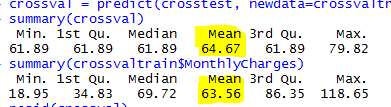 crossval = predict(crosstest, newdata=crossvaltr
summary(crossval)
Min. 1st Qu. Median Mean 3rd Qu. Max.
61.89 61.89 61.89 64.67 61.89 79.82
summary(crossvaltrain$MonthlyCharges)
Min. 1st Qu. Median Mean 3rd Qu. Max.
18.95 34.83 69.72 63.56 86.35 118.65